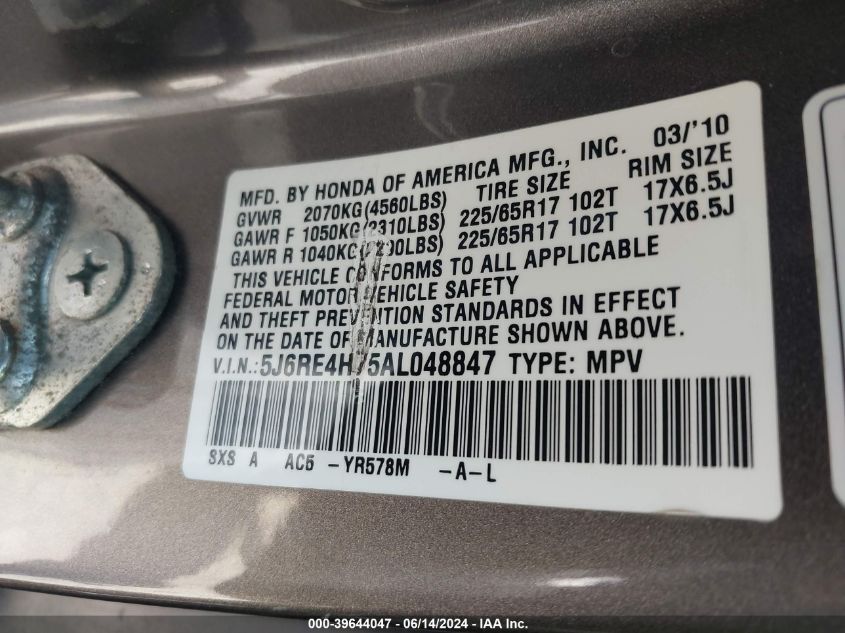 MFD. BY HONDA OF AMERICA MFG., INC. 03/'10
GVWR 2070KG(4560LBS) TIRE SIZE RIM SIZE
GAWR F 1050KG(2310LBS) 225/65R17 102T 17X6.5J
GAWR R 1040KG(2290LBS) 225/65R17 102T 17X6.5J
THIS VEHICLE CONFORMS TO ALL APPLICABLE
FEDERAL MOTOR VEHICLE SAFETY
AND THEFT PREVENTION STANDARDS IN EFFECT
ON THE DATE OF MANUFACTURE SHOWN ABOVE.
V.I.N.:5J6RE4H75AL048847 TYPE: MPV
SXS A AC5 -YR578M -A-L
000-39644047 - 06/14/2024 - IAA Inc.